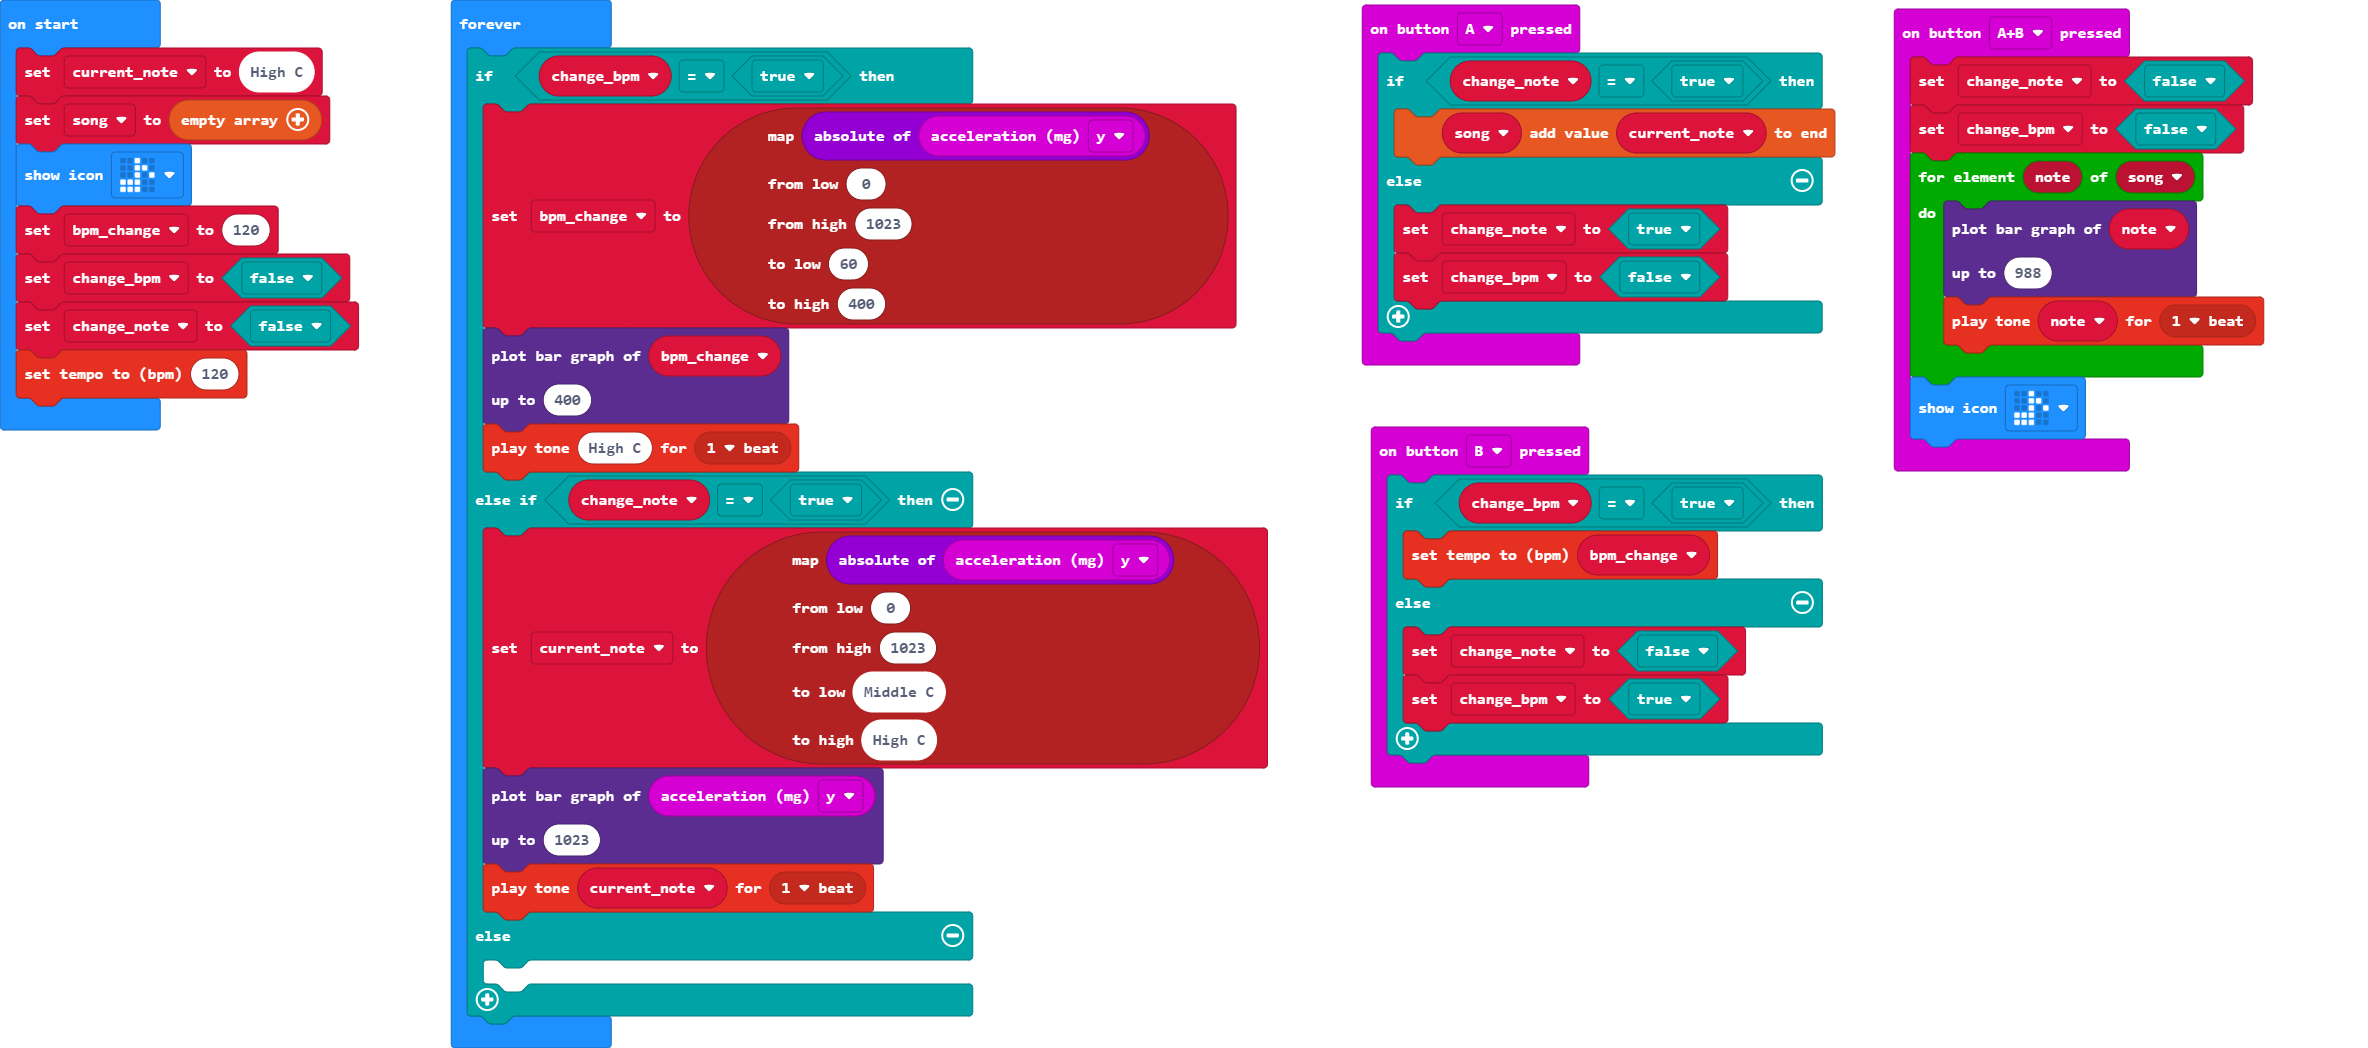 on start
set current_note to High C
set song to empty array
show icon
set bpm_change to 120
set change_bpm to false
set change_note to false
set tempo to (bpm) 120
forever
if change_bpm = true then
set bpm_change to
map absolute of acceleration (mg) y
from low 0
from high 1023
to low 60
to high 400
plot bar graph of bpm_change
up to 400
play tone High C for 1 beat
else if change_note = true then
set current_note to
map absolute of acceleration (mg) y
from low 0
from high 1023
to low Middle C
to high High C
plot bar graph of acceleration (mg) y
up to 1023
play tone current_note for 1 beat
else
on button A pressed
if change_note = true then
song add value current_note to end
else
set change_note to true
set change_bpm to false
on button B pressed
if change_bpm = true then
set tempo to (bpm) bpm_change
else
set change_note to false
set change_bpm to true
on button A+B pressed
set change_note to false
set change_bpm to false
for element note of song
do
plot bar graph of note
up to 988
play tone note for 1 beat
show icon